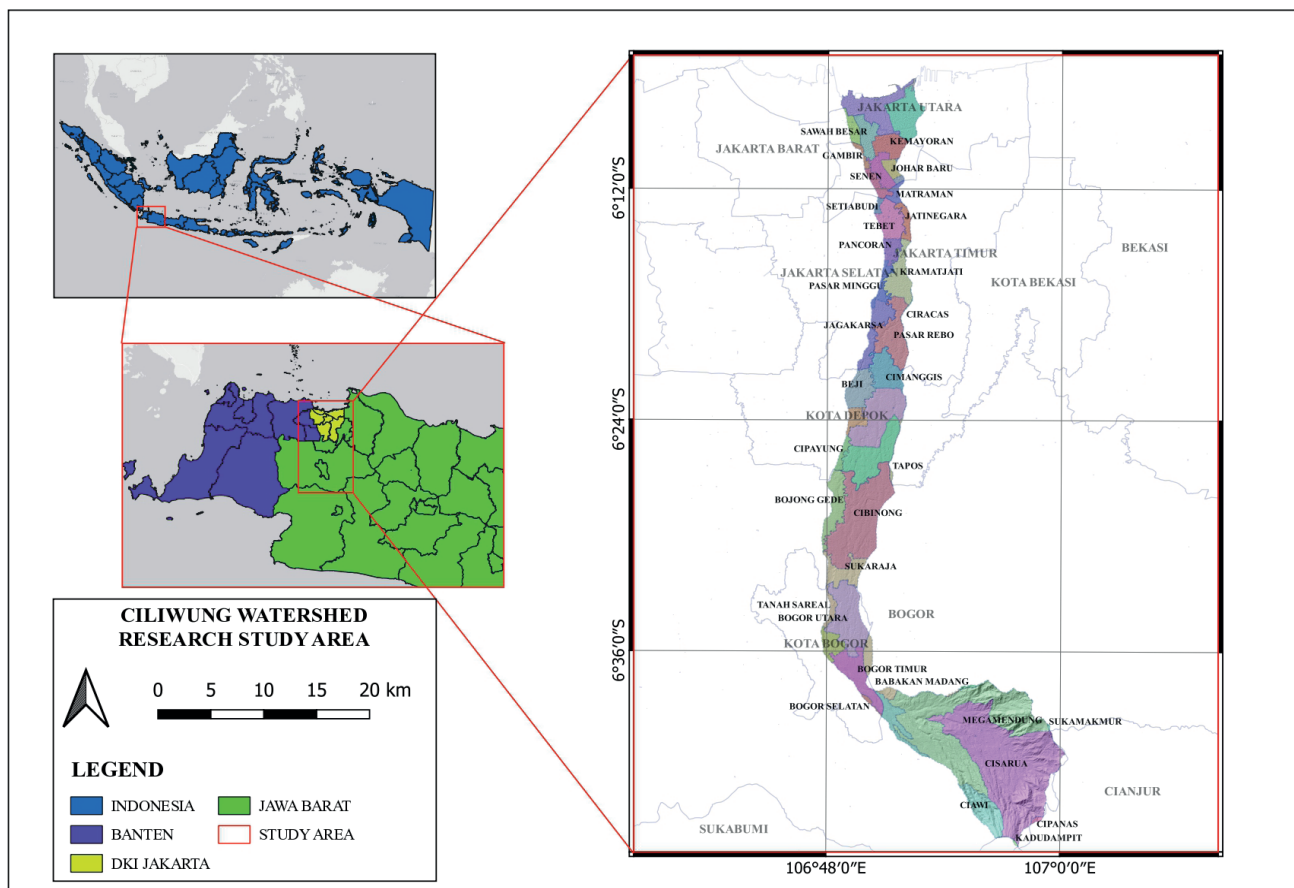 JAKARTA UTARA
SAWAH BESAR
KEMAYORAN
JAKARTA BARAT
GAMBIR
JOHAR BARU
SENEN
6°12′0″S
MATRAMAN
SETIABUDI
JATINEGARA
TEBET
PANCORAN
JAKARTA TIMUR
BEKASI
JAKARTA SELATAN
KRAMATJATI
PASAR MINGGU
KOTA BEKASI
CIRACAS
JAGAKARSA
PASAR REBO
CIMANGGIS
BEJI
KOTA DEPOK
6°24′0″S
CIPAYUNG
TAPOS
BOJONG GEDE
CIBINONG
SUKARAJA
TANAH SAREAL
BOGOR UTARA
BOGOR
KOTA BOGOR
6°36′0″S
BOGOR TIMUR
BABAKAN MADANG
BOGOR SELATAN
MEGAMENDUNG
SUKAMAKMUR
CISARUA
CIANJUR
CIAWI
CIPANAS
SUKABUMI
KADUDAMPIT
106°48′0″E
107°0′0″E
CILIWUNG WATERSHED
RESEARCH STUDY AREA
0 5 10 15 20 km
LEGEND
INDONESIA
JAWA BARAT
BANTEN
STUDY AREA
DKI JAKARTA